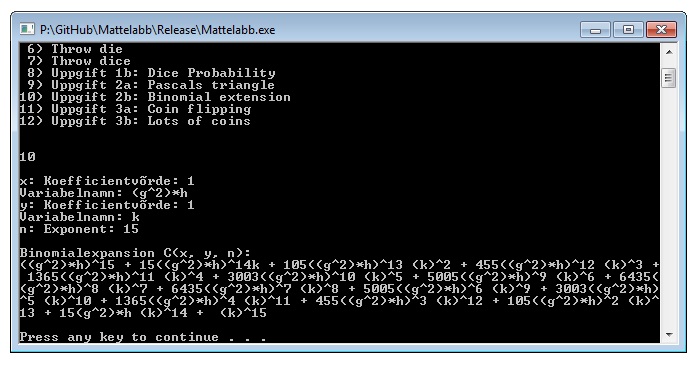 P:\GitHub\Mattelabb\Release\Mattelabb.exe
6) Throw die
7) Throw dice
8) Uppgift 1b: Dice Probability
9) Uppgift 2a: Pascals triangle
10) Uppgift 2b: Binomial extension
11) Uppgift 3a: Coin flipping
12) Uppgift 3b: Lots of coins
10
x: Koefficientvõrde: 1
Variabelnamn: (g^2)*h
y: Koefficientvõrde: 1
Variabelnamn: k
n: Exponent: 15
Binomialexpansion C(x, y, n):
((g^2)*h)^15 + 15((g^2)*h)^14k + 105((g^2)*h)^13 (k)^2 + 455((g^2)*h)^12 (k)^3 +
1365((g^2)*h)^11 (k)^4 + 3003((g^2)*h)^10 (k)^5 + 5005((g^2)*h)^9 (k)^6 + 6435(
(g^2)*h)^8 (k)^7 + 6435((g^2)*h)^7 (k)^8 + 5005((g^2)*h)^6 (k)^9 + 3003((g^2)*h)
^5 (k)^10 + 1365((g^2)*h)^4 (k)^11 + 455((g^2)*h)^3 (k)^12 + 105((g^2)*h)^2 (k)^
13 + 15(g^2)*h (k)^14 +  (k)^15
Press any key to continue . . .